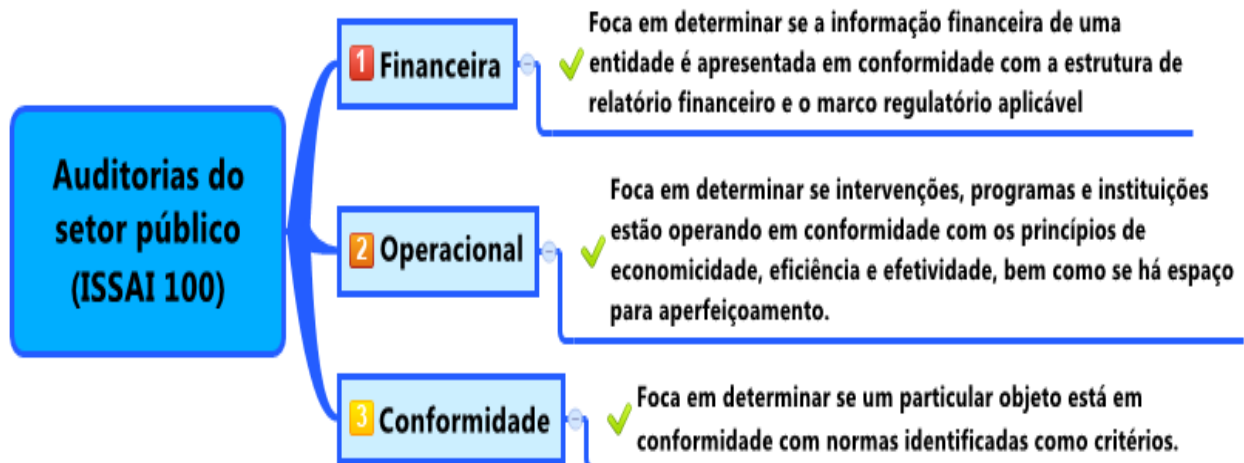 Auditorias do
setor público
(ISSAI 100)
1 Financeira
Foca em determinar se a informação financeira de uma
entidade é apresentada em conformidade com a estrutura de
relatório financeiro e o marco regulatório aplicável
2 Operacional
Foca em determinar se intervenções, programas e instituições
estão operando em conformidade com os princípios de
economicidade, eficiência e efetividade, bem como se há espaço
para aperfeiçoamento.
3 Conformidade
Foca em determinar se um particular objeto está em
conformidade com normas identificadas como critérios.